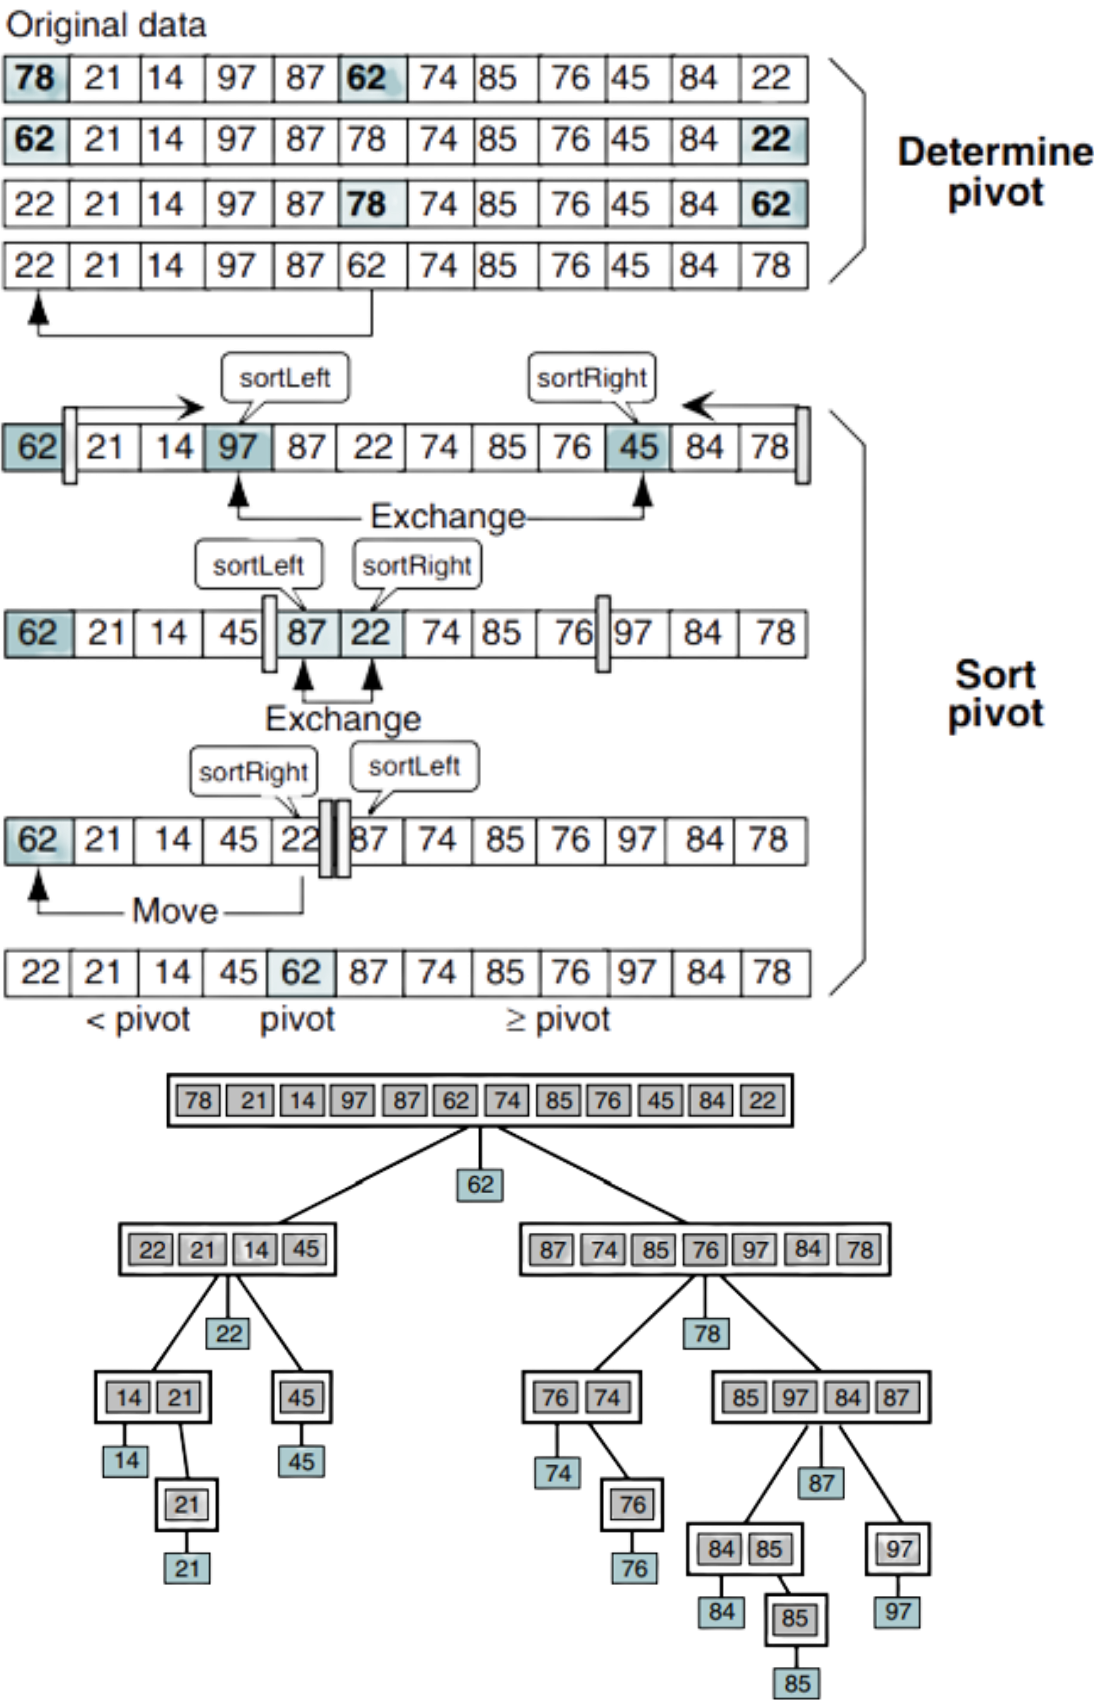 Original data
78 21 14 97 87 62 74 85 76 45 84 22
62 21 14 97 87 78 74 85 76 45 84 22
22 21 14 97 87 78 74 85 76 45 84 62
22 21 14 97 87 62 74 85 76 45 84 78
Determine
pivot
sortLeft sortRight
62 21 14 97 87 22 74 85 76 45 84 78
Exchange
sortLeft sortRight
62 21 14 45 87 22 74 85 76 97 84 78
Exchange
sortRight sortLeft
62 21 14 45 22 87 74 85 76 97 84 78
Move
22 21 14 45 62 87 74 85 76 97 84 78
< pivot pivot ≥ pivot
Sort
pivot
78 21 14 97 87 62 74 85 76 45 84 22
62
22 21 14 45 87 74 85 76 97 84 78
22 78
14 21 45 76 74 85 97 84 87
14 45 74 87
21 76
84 85 97
21 76
84 85 97
85